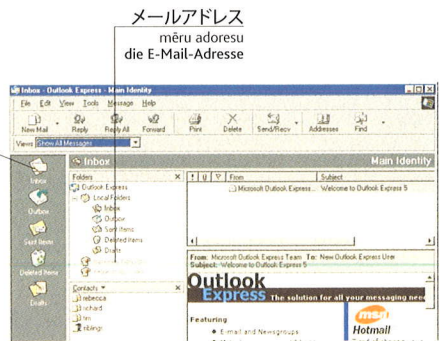 メールアドレス
mēru adoresu
die E-Mail-Adresse
Inbox - Outlook Express - Main Identity
File Edit View Tools Message Help
New Mail Reply Reply All Forward Print Delete Send/Recv Addresses Find
Views Show All Messages
Inbox Main Identity
Inbox
Outbox
Sent Items
Deleted Items
Drafts
Folders
Outlook Express
Local Folders
Inbox
Outbox
Sent Items
Deleted Items
Drafts
Contacts
rebecca
richard
tim
! From Subject
Microsoft Outlook Express... Welcome to Outlook Express 5
From: Microsoft Outlook Express Team To: New Outlook Express User
Subject: Welcome to Outlook Express 5
Outlook
Express The solution for all your messaging
Featuring
E-mail and Newsgroups
msn
Hotmail